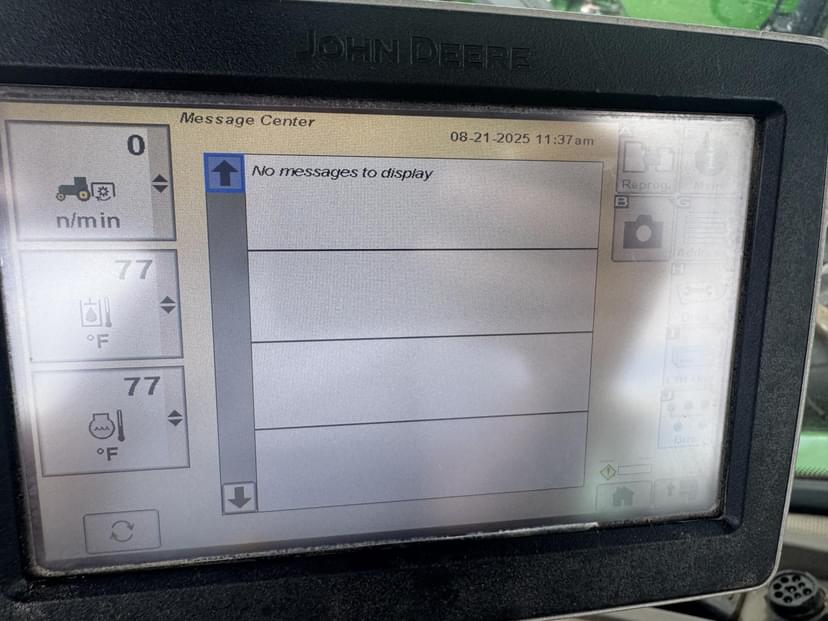 JOHN DEERE
Message Center
08-21-2025 11:37am
0
n/min
77
°F
77
°F
No messages to display
A
Reprog.
B
G
H
I
J